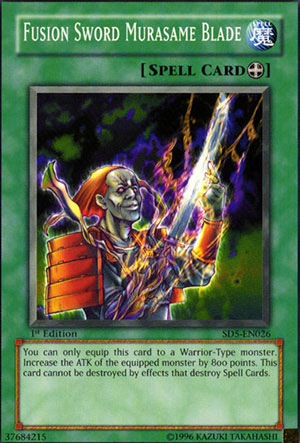 FUSION SWORD MURASAME BLADE
魔
[SPELL CARD]
1st Edition
SD5-EN026
You can only equip this card to a Warrior-Type monster.
Increase the ATK of the equipped monster by 800 points. This
card cannot be destroyed by effects that destroy Spell Cards.
37684215
©1996 KAZUKI TAKAHASHI